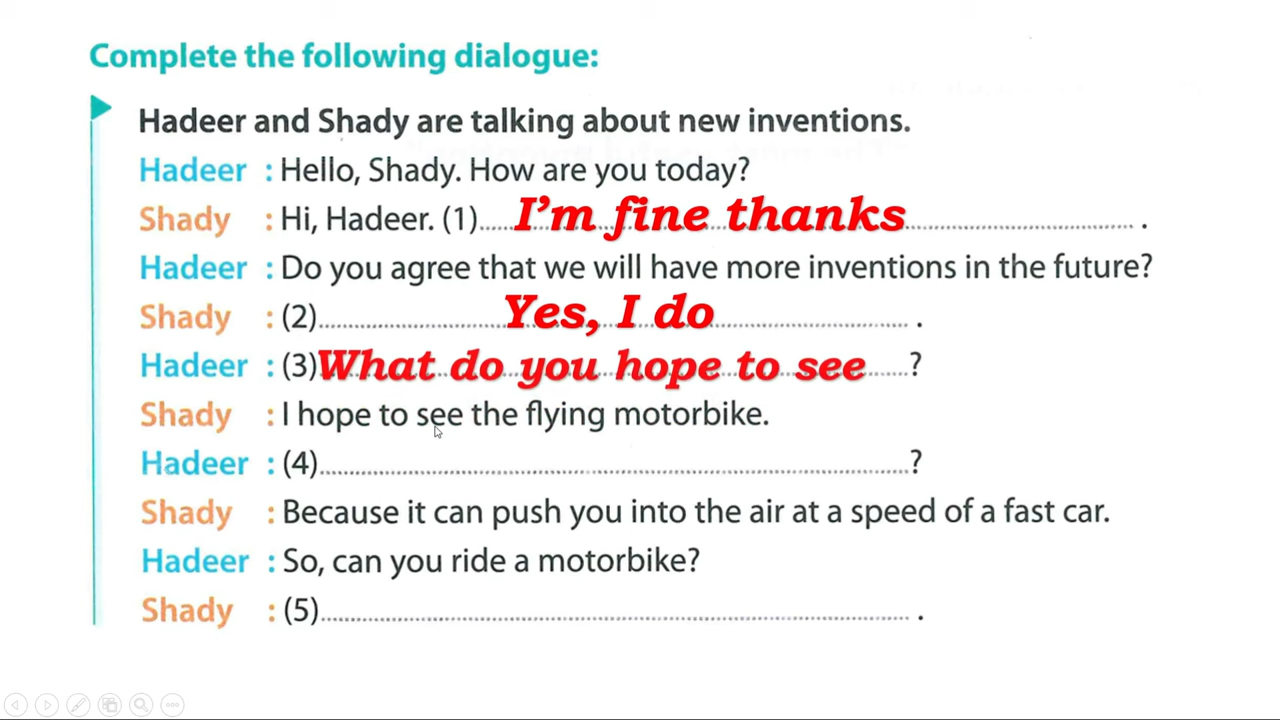 Complete the following dialogue:
Hadeer and Shady are talking about new inventions.
Hadeer : Hello, Shady. How are you today?
Shady : Hi, Hadeer. (1)..... I'm fine thanks ..... .
Hadeer : Do you agree that we will have more inventions in the future?
Shady : (2)..... Yes, I do ..... .
Hadeer : (3) What do you hope to see .....?
Shady : I hope to see the flying motorbike.
Hadeer : (4).....?
Shady : Because it can push you into the air at a speed of a fast car.
Hadeer : So, can you ride a motorbike?
Shady : (5)..... .